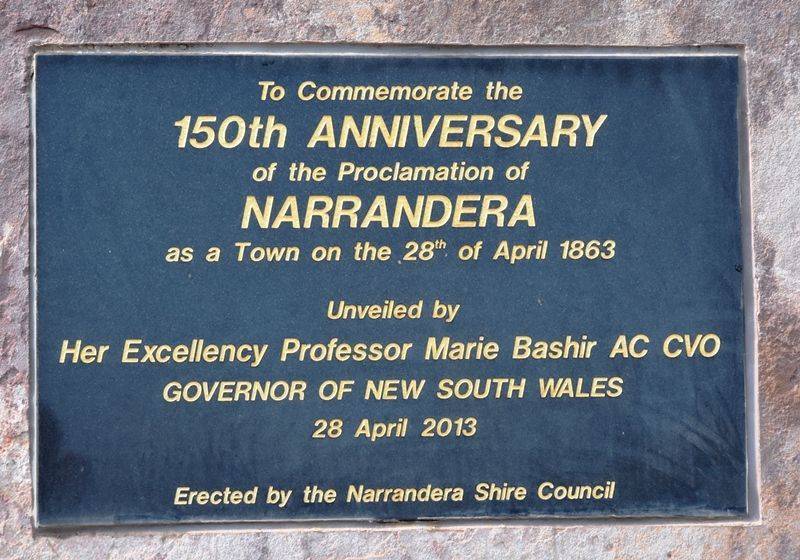 To Commemorate the
150th ANNIVERSARY
of the Proclamation of
NARRANDERA
as a Town on the 28th of April 1863
Unveiled by
Her Excellency Professor Marie Bashir AC CVO
GOVERNOR OF NEW SOUTH WALES
28 April 2013
Erected by the Narrandera Shire Council